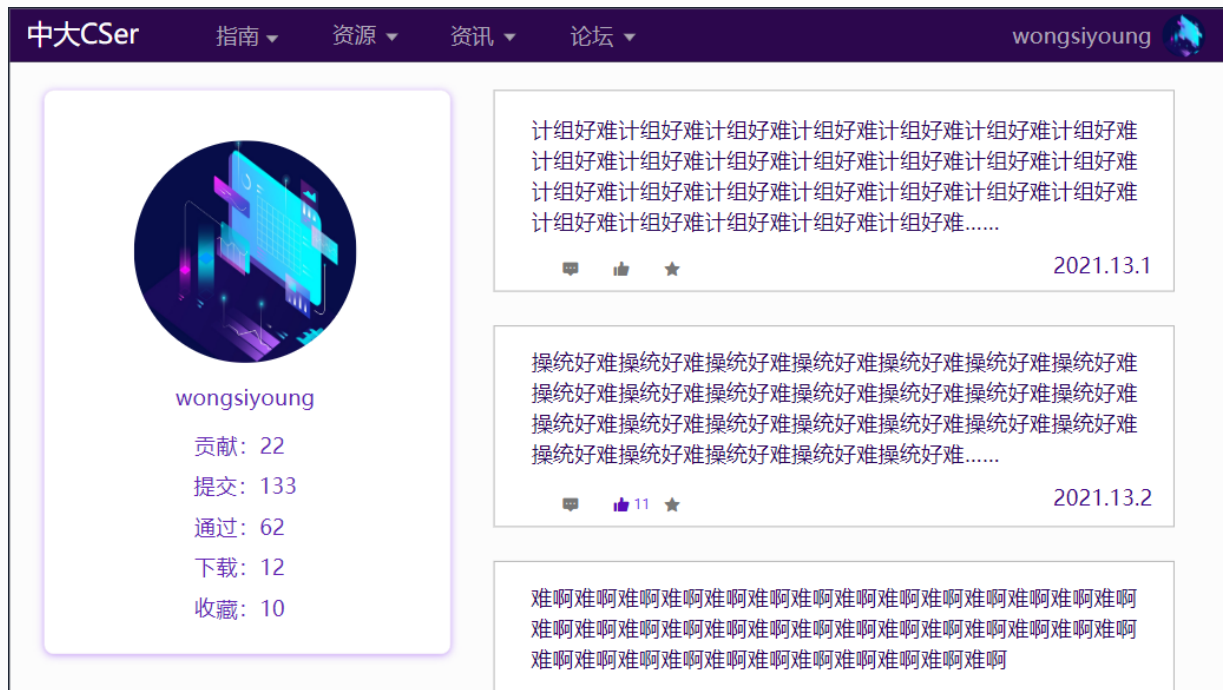 中大CSer 指南 资源 资讯 论坛 wongsiyoung
wongsiyoung
贡献：22
提交：133
通过：62
下载：12
收藏：10
计组好难计组好难计组好难计组好难计组好难计组好难计组好难
计组好难计组好难计组好难计组好难计组好难计组好难计组好难
计组好难计组好难计组好难计组好难计组好难计组好难计组好难
计组好难计组好难计组好难计组好难计组好难……
2021.13.1
操统好难操统好难操统好难操统好难操统好难操统好难操统好难
操统好难操统好难操统好难操统好难操统好难操统好难操统好难
操统好难操统好难操统好难操统好难操统好难操统好难操统好难
操统好难操统好难操统好难操统好难操统好难……
11 2021.13.2
难啊难啊难啊难啊难啊难啊难啊难啊难啊难啊难啊难啊难啊难啊
难啊难啊难啊难啊难啊难啊难啊难啊难啊难啊难啊难啊难啊难啊
难啊难啊难啊难啊难啊难啊难啊难啊难啊难啊难啊